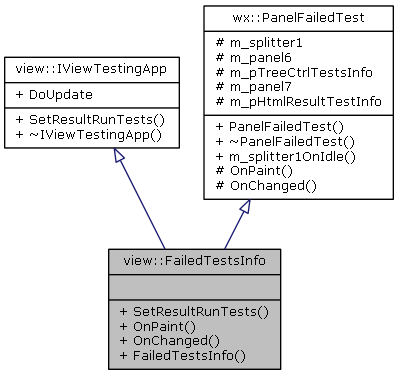 wx::PanelFailedTest
# m_splitter1
# m_panel6
# m_pTreeCtrlTestsInfo
# m_panel7
# m_pHtmlResultTestInfo
+ PanelFailedTest()
+ ~PanelFailedTest()
+ m_splitter1OnIdle()
# OnPaint()
# OnChanged()
view::IViewTestingApp
+ DoUpdate
+ SetResultRunTests()
+ ~IViewTestingApp()
view::FailedTestsInfo
+ SetResultRunTests()
+ OnPaint()
+ OnChanged()
+ FailedTestsInfo()